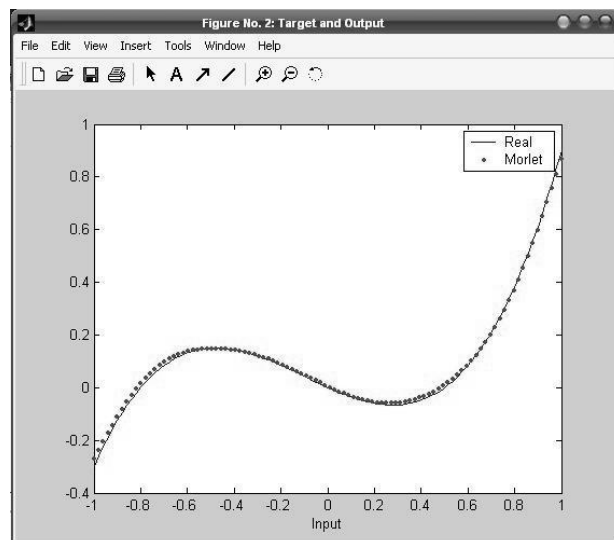 Figure No. 2: Target and Output
File Edit View Insert Tools Window Help
A
1
0.8
0.6
0.4
0.2
0
-0.2
-0.4
Real
Morlet
-1 -0.8 -0.6 -0.4 -0.2 0 0.2 0.4 0.6 0.8 1
Input